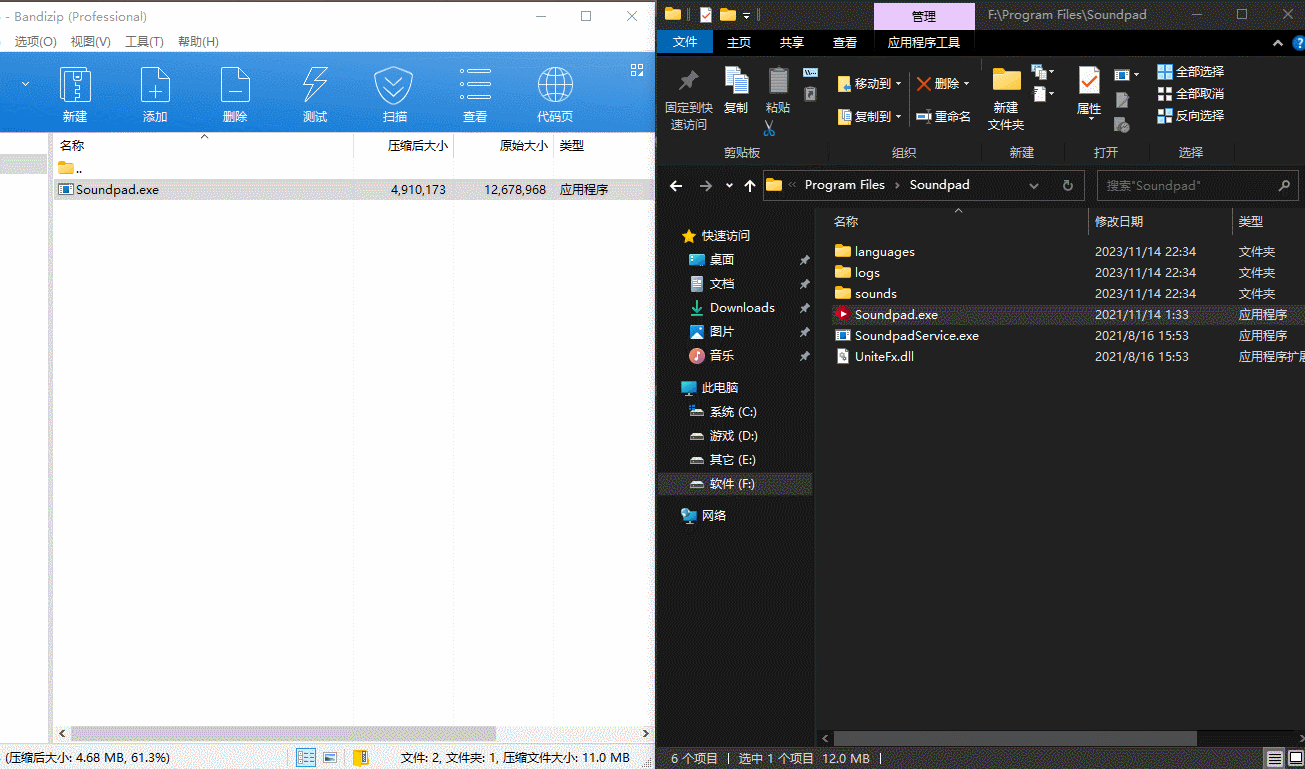 - Bandizip (Professional)
选项(O) 视图(V) 工具(T) 帮助(H)
新建 添加 删除 测试 扫描 查看 代码页
名称 压缩后大小 原始大小 类型
..
Soundpad.exe 4,910,173 12,678,968 应用程序
(压缩后大小: 4.68 MB, 61.3%) 文件: 2, 文件夹: 1, 压缩文件大小: 11.0 MB
管理 F:\Program Files\Soundpad
文件 主页 共享 查看 应用程序工具
固定到快
速访问
复制
粘贴
剪贴板
移动到
复制到
删除
重命名
组织
新建
文件夹
新建
属性
打开
全部选择
全部取消
反向选择
选择
« Program Files › Soundpad
搜索"Soundpad"
快速访问
桌面
文档
Downloads
图片
音乐
此电脑
系统 (C:)
游戏 (D:)
其它 (E:)
软件 (F:)
网络
名称 修改日期 类型
languages 2023/11/14 22:34 文件夹
logs 2023/11/14 22:34 文件夹
sounds 2023/11/14 22:34 文件夹
Soundpad.exe 2021/11/14 1:33 应用程序
SoundpadService.exe 2021/8/16 15:53 应用程序
UniteFx.dll 2021/8/16 15:53 应用程序扩展
6 个项目 选中 1 个项目 12.0 MB